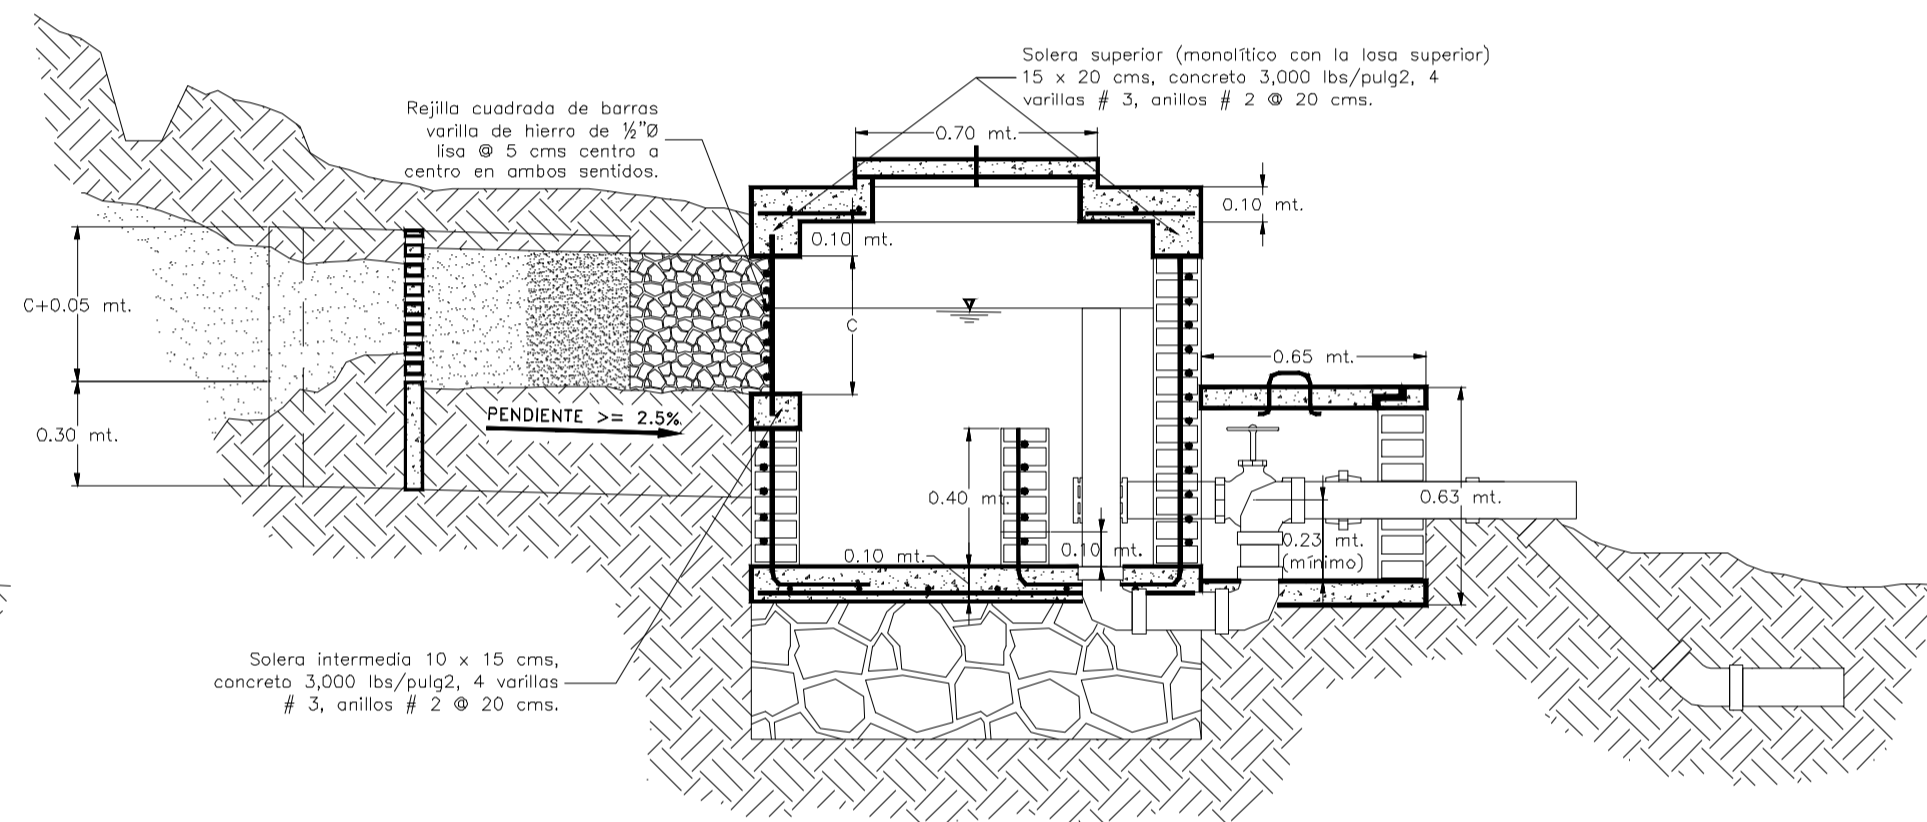 Solera superior (monolítico con la losa superior)
15 x 20 cms, concreto 3,000 lbs/pulg2, 4
varillas # 3, anillos # 2 @ 20 cms.
Rejilla cuadrada de barras
varilla de hierro de ½"Ø
lisa @ 5 cms centro a
centro en ambos sentidos.
0.70 mt.
0.10 mt.
0.10 mt.
C+0.05 mt.
C
0.65 mt.
PENDIENTE >= 2.5%
0.30 mt.
0.40 mt.
0.63 mt.
0.10 mt.
0.10 mt.
0.23 mt.
(mínimo)
Solera intermedia 10 x 15 cms,
concreto 3,000 lbs/pulg2, 4 varillas
# 3, anillos # 2 @ 20 cms.